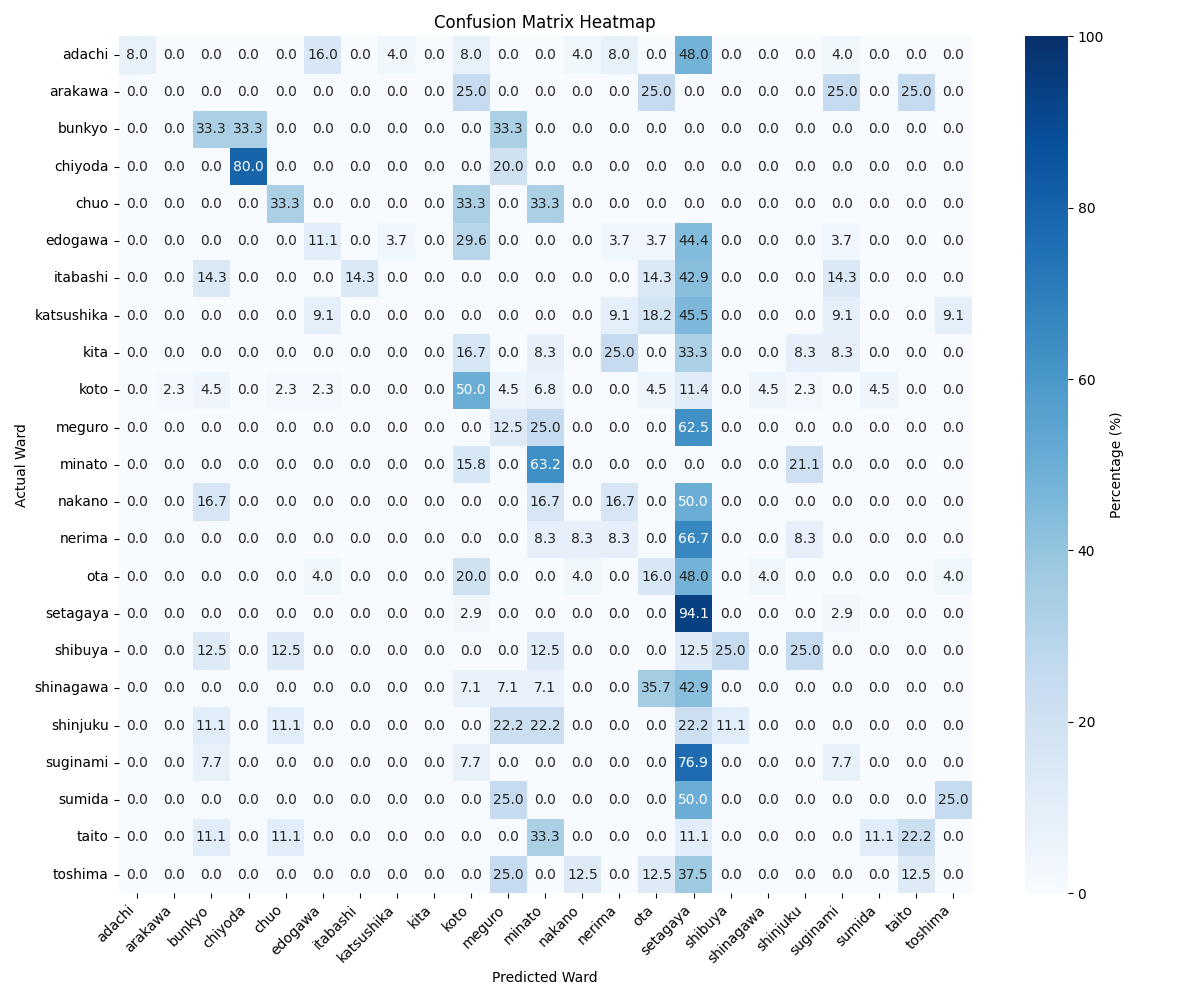 Confusion Matrix Heatmap
adachi 8.0 0.0 0.0 0.0 0.0 16.0 0.0 4.0 0.0 8.0 0.0 0.0 4.0 8.0 0.0 48.0 0.0 0.0 0.0 4.0 0.0 0.0 0.0
arakawa 0.0 0.0 0.0 0.0 0.0 0.0 0.0 0.0 0.0 25.0 0.0 0.0 0.0 0.0 25.0 0.0 0.0 0.0 0.0 25.0 0.0 25.0 0.0
bunkyo 0.0 0.0 33.3 33.3 0.0 0.0 0.0 0.0 0.0 0.0 33.3 0.0 0.0 0.0 0.0 0.0 0.0 0.0 0.0 0.0 0.0 0.0 0.0
chiyoda 0.0 0.0 0.0 80.0 0.0 0.0 0.0 0.0 0.0 0.0 20.0 0.0 0.0 0.0 0.0 0.0 0.0 0.0 0.0 0.0 0.0 0.0 0.0
chuo 0.0 0.0 0.0 0.0 33.3 0.0 0.0 0.0 0.0 33.3 0.0 33.3 0.0 0.0 0.0 0.0 0.0 0.0 0.0 0.0 0.0 0.0 0.0
edogawa 0.0 0.0 0.0 0.0 0.0 11.1 0.0 3.7 0.0 29.6 0.0 0.0 0.0 3.7 3.7 44.4 0.0 0.0 0.0 3.7 0.0 0.0 0.0
itabashi 0.0 0.0 14.3 0.0 0.0 0.0 14.3 0.0 0.0 0.0 0.0 0.0 0.0 0.0 14.3 42.9 0.0 0.0 0.0 14.3 0.0 0.0 0.0
katsushika 0.0 0.0 0.0 0.0 0.0 9.1 0.0 0.0 0.0 0.0 0.0 0.0 0.0 9.1 18.2 45.5 0.0 0.0 0.0 9.1 0.0 0.0 9.1
kita 0.0 0.0 0.0 0.0 0.0 0.0 0.0 0.0 0.0 16.7 0.0 8.3 0.0 25.0 0.0 33.3 0.0 0.0 8.3 8.3 0.0 0.0 0.0
koto 0.0 2.3 4.5 0.0 2.3 2.3 0.0 0.0 0.0 50.0 4.5 6.8 0.0 0.0 4.5 11.4 0.0 4.5 2.3 0.0 4.5 0.0 0.0
meguro 0.0 0.0 0.0 0.0 0.0 0.0 0.0 0.0 0.0 0.0 12.5 25.0 0.0 0.0 0.0 62.5 0.0 0.0 0.0 0.0 0.0 0.0 0.0
minato 0.0 0.0 0.0 0.0 0.0 0.0 0.0 0.0 0.0 15.8 0.0 63.2 0.0 0.0 0.0 0.0 0.0 0.0 21.1 0.0 0.0 0.0 0.0
nakano 0.0 0.0 16.7 0.0 0.0 0.0 0.0 0.0 0.0 0.0 0.0 16.7 0.0 16.7 0.0 50.0 0.0 0.0 0.0 0.0 0.0 0.0 0.0
nerima 0.0 0.0 0.0 0.0 0.0 0.0 0.0 0.0 0.0 0.0 0.0 8.3 8.3 8.3 0.0 66.7 0.0 0.0 8.3 0.0 0.0 0.0 0.0
ota 0.0 0.0 0.0 0.0 0.0 4.0 0.0 0.0 0.0 20.0 0.0 0.0 4.0 0.0 16.0 48.0 0.0 4.0 0.0 0.0 0.0 0.0 4.0
setagaya 0.0 0.0 0.0 0.0 0.0 0.0 0.0 0.0 0.0 2.9 0.0 0.0 0.0 0.0 0.0 94.1 0.0 0.0 0.0 2.9 0.0 0.0 0.0
shibuya 0.0 0.0 12.5 0.0 12.5 0.0 0.0 0.0 0.0 0.0 0.0 12.5 0.0 0.0 0.0 12.5 25.0 0.0 25.0 0.0 0.0 0.0 0.0
shinagawa 0.0 0.0 0.0 0.0 0.0 0.0 0.0 0.0 0.0 7.1 7.1 7.1 0.0 0.0 35.7 42.9 0.0 0.0 0.0 0.0 0.0 0.0 0.0
shinjuku 0.0 0.0 11.1 0.0 11.1 0.0 0.0 0.0 0.0 0.0 22.2 22.2 0.0 0.0 0.0 22.2 11.1 0.0 0.0 0.0 0.0 0.0 0.0
suginami 0.0 0.0 7.7 0.0 0.0 0.0 0.0 0.0 0.0 7.7 0.0 0.0 0.0 0.0 0.0 76.9 0.0 0.0 0.0 7.7 0.0 0.0 0.0
sumida 0.0 0.0 0.0 0.0 0.0 0.0 0.0 0.0 0.0 0.0 25.0 0.0 0.0 0.0 0.0 50.0 0.0 0.0 0.0 0.0 0.0 0.0 25.0
taito 0.0 0.0 11.1 0.0 11.1 0.0 0.0 0.0 0.0 0.0 0.0 33.3 0.0 0.0 0.0 11.1 0.0 0.0 0.0 0.0 11.1 22.2 0.0
toshima 0.0 0.0 0.0 0.0 0.0 0.0 0.0 0.0 0.0 0.0 25.0 0.0 12.5 0.0 12.5 37.5 0.0 0.0 0.0 0.0 0.0 12.5 0.0
adachi arakawa bunkyo chiyoda chuo edogawa itabashi katsushika kita koto meguro minato nakano nerima ota setagaya shibuya shinagawa shinjuku suginami sumida taito toshima
Predicted Ward
Actual Ward
100
80
60
40
20
0
Percentage (%)